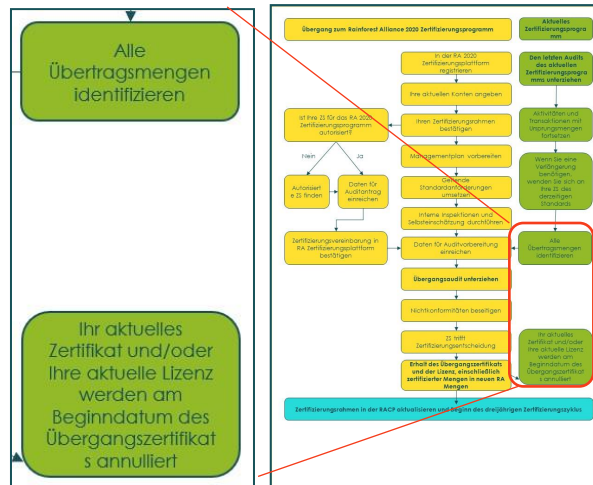 Alle
Übertragsmengen
identifizieren
Ihr aktuelles
Zertifikat und/oder
Ihre aktuelle Lizenz
werden am
Beginndatum des
Übergangszertifikat
s annulliert
Übergang zum Rainforest Alliance 2020 Zertifizierungsprogramm
Aktuelles
Zertifizierungsprogra
mm
In der RA 2020
Zertifizierungsplattform
registrieren
Den letzten Audits
des aktuellen
Zertifizierungsprogra
mms unterziehen
Ihre aktuellen Konten angeben
Ist Ihre ZS für das RA 2020
Zertifizierungsprogramm
autorisiert?
Ihren Zertifizierungsrahmen
bestätigen
Aktivitäten und
Transaktionen mit
Ursprungsmengen
fortsetzen
Nein
Ja
Managementplan vorbereiten
Wenn Sie eine
Verlängerung
benötigen,
wenden Sie sich an
Ihre ZS des
derzeitigen
Standards
Autorisiert
e ZS finden
Daten für
Auditantrag
einreichen
Geltende
Standardanforderungen
umsetzen
Interne Inspektionen und
Selbsteinschätzung durchführen
Zertifizierungsvereinbarung in
RA Zertifizierungsplattform
bestätigen
Daten für Auditvorbereitung
einreichen
Alle
Übertragsmengen
identifizieren
Übergangsaudit unterziehen
Nichtkonformitäten beseitigen
ZS trifft
Zertifizierungsentscheidung
Ihr aktuelles
Zertifikat und/oder
Ihre aktuelle Lizenz
werden am
Beginndatum des
Übergangszertifikat
s annulliert
Erhalt des Übergangszertifikats
und der Lizenz, einschließlich
zertifizierter Mengen in neuen RA
Mengen
Zertifizierungsrahmen in der RACP aktualisieren und Beginn des dreijährigen Zertifizierungszyklus